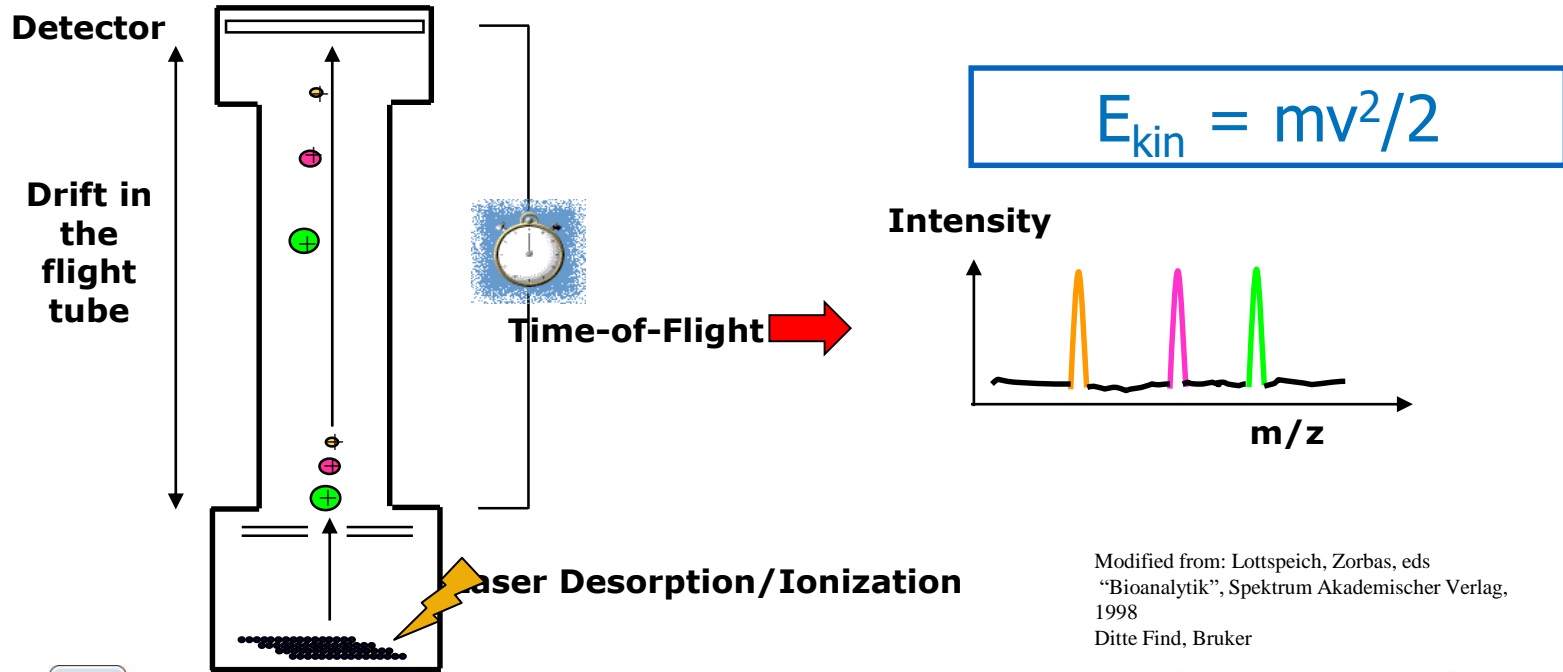 Detector
Drift in
the
flight
tube
E_kin = mv²/2
Intensity
Time-of-Flight
m/z
aser Desorption/Ionization
Modified from: Lottspeich, Zorbas, eds
“Bioanalytik”, Spektrum Akademischer Verlag,
1998
Ditte Find, Bruker